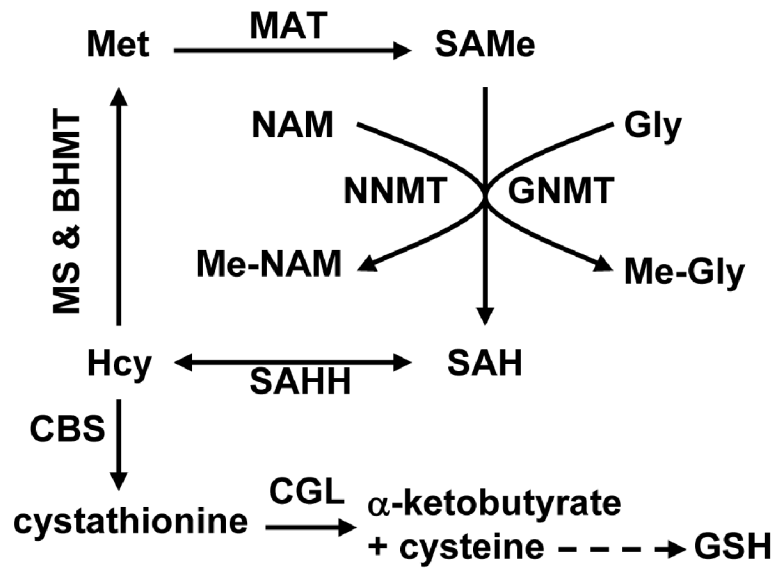 Met
MAT
SAMe
NAM
Gly
NNMT
GNMT
MS & BHMT
Me-NAM
Me-Gly
Hcy
SAHH
SAH
CBS
cystathionine
CGL
α-ketobutyrate
+ cysteine
GSH